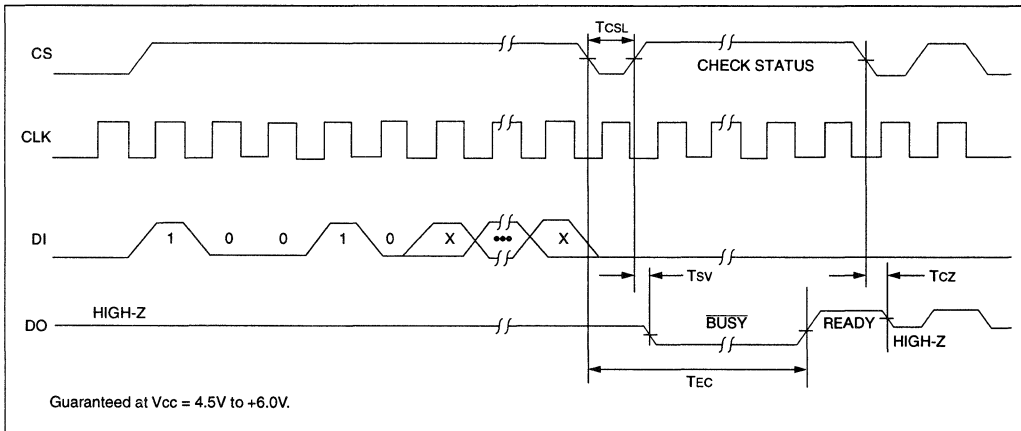 TCSL
CS
CHECK STATUS
CLK
DI 1 0 0 1 0 X ••• X
TSV
TCZ
HIGH-Z
DO
BUSY
READY
HIGH-Z
TEC
Guaranteed at Vcc = 4.5V to +6.0V.